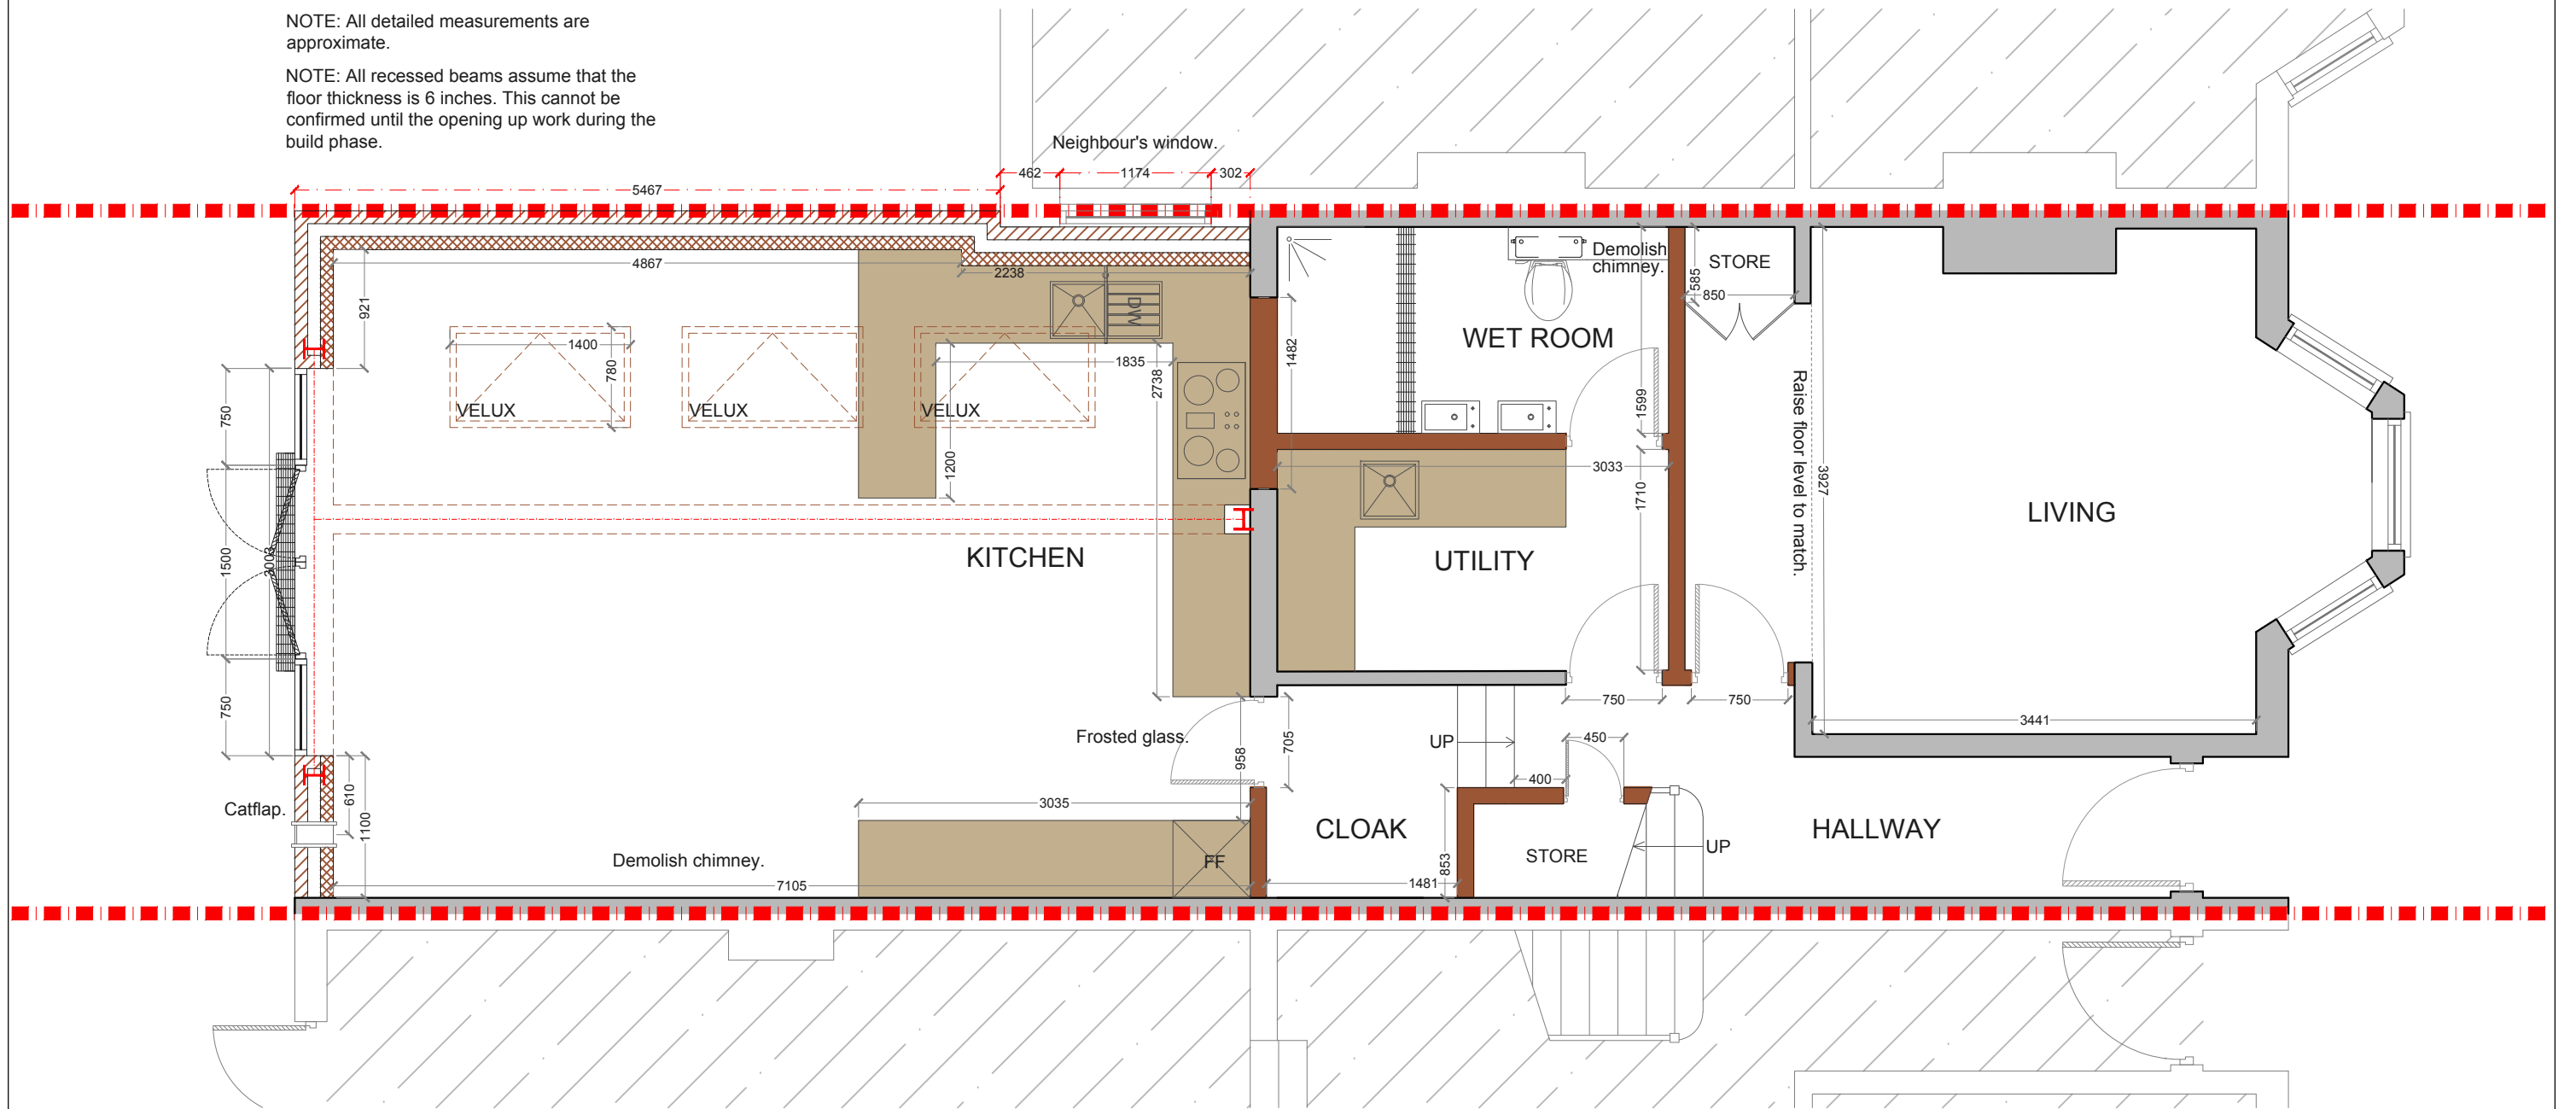 NOTE: All detailed measurements are
approximate.
NOTE: All recessed beams assume that the
floor thickness is 6 inches. This cannot be
confirmed until the opening up work during the
build phase.
Neighbour's window.
462
1174
302
5467
4867
2238
921
1400
780
VELUX
VELUX
VELUX
DW
1835
2738
1200
1482
Demolish
chimney.
WET ROOM
1599
STORE
585
850
Raise floor level to match.
3927
LIVING
3441
750
1500
3003
750
KITCHEN
3033
1710
UTILITY
750
750
Frosted glass.
958
705
UP
450
400
Catflap.
610
1100
3035
Demolish chimney.
FF
7105
CLOAK
1481
853
STORE
UP
HALLWAY